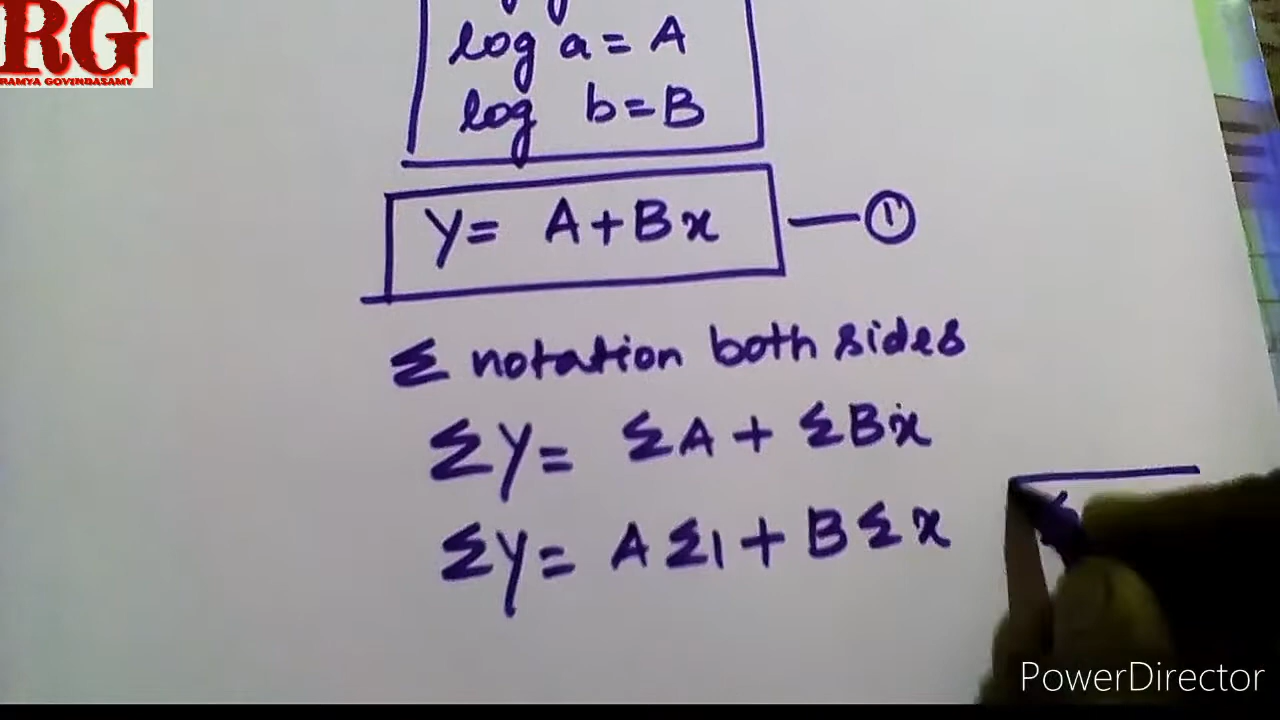 RG
RAMYA GOVINDASAMY
log a = A
log b = B
Y = A + Bx — ①
Σ notation both sides
ΣY = ΣA + ΣBx
ΣY = AΣ1 + BΣx
PowerDirector